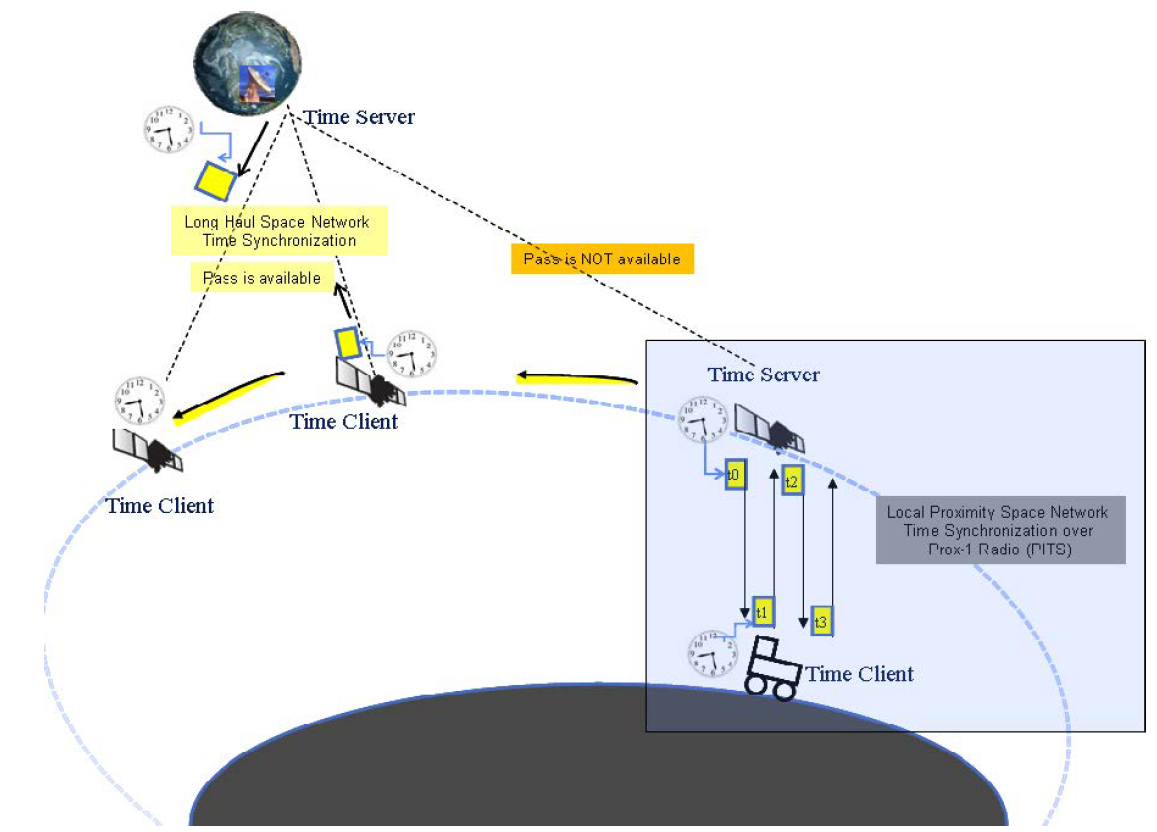 Time Server
Long Haul Space Network
Time Synchronization
Pass is available
Pass is NOT available
Time Server
Time Client
Time Client
t0
t2
Local Proximity Space Network
Time Synchronization over
Prox-1 Radio (PITS)
t1
t3
Time Client